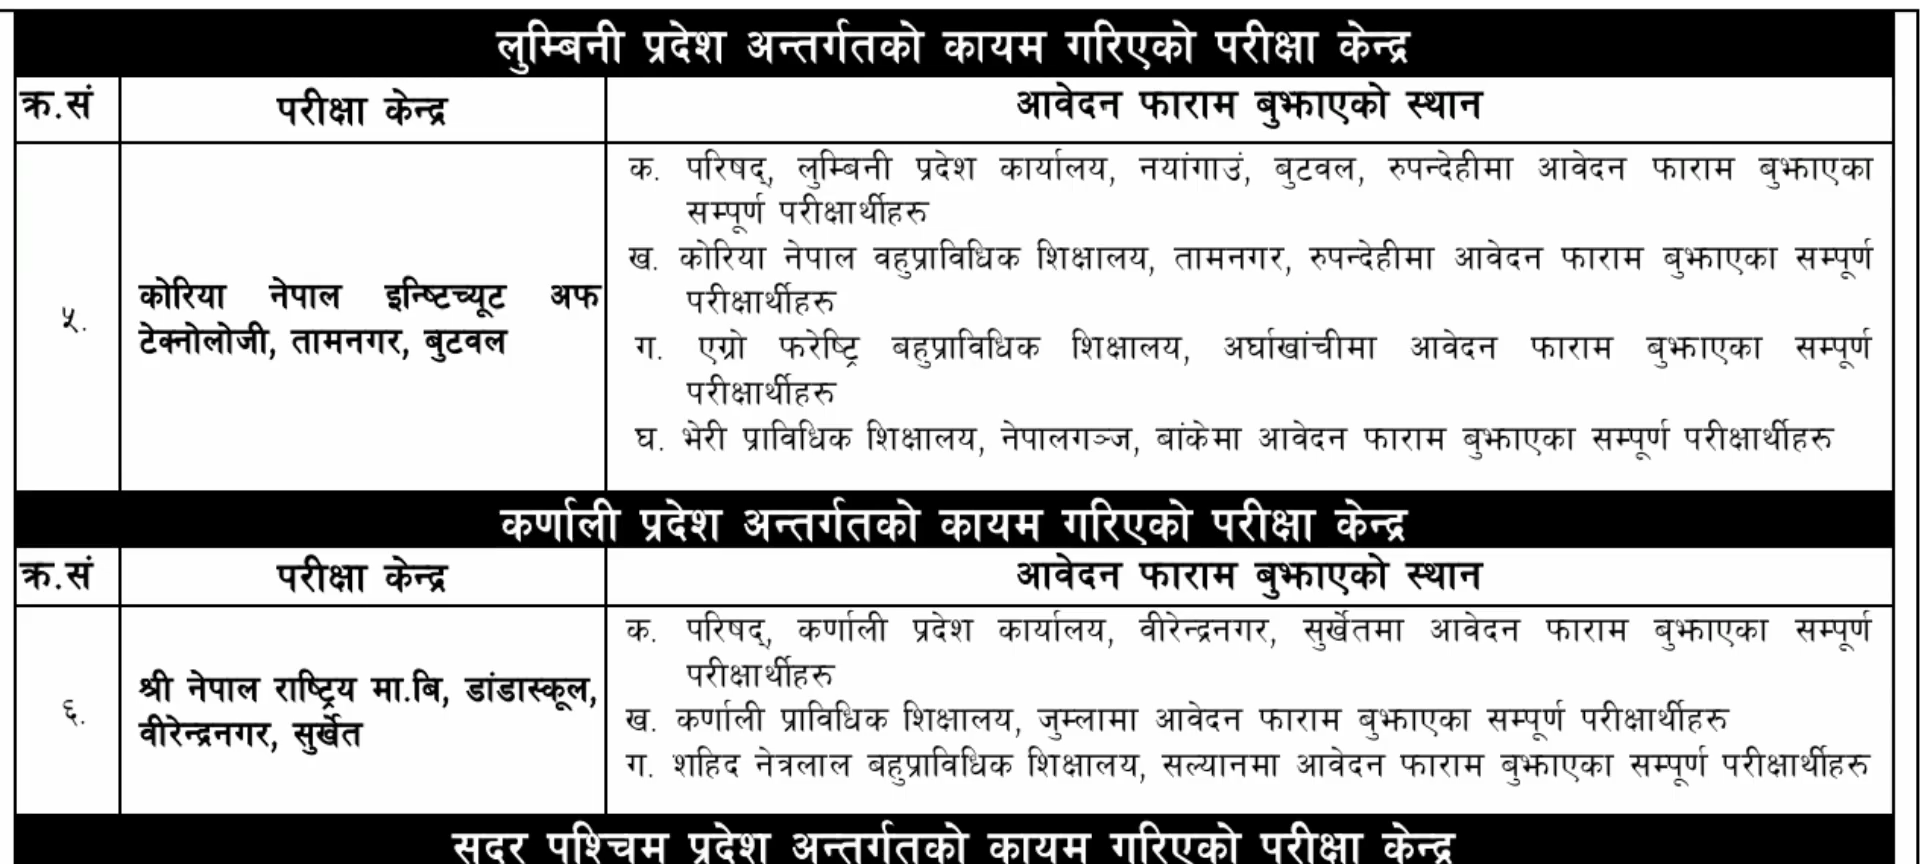 लुम्बिनी प्रदेश अन्तर्गतको कायम गरिएको परीक्षा केन्द्र
क्र.सं परीक्षा केन्द्र आवेदन फाराम बुझाएको स्थान
५.
कोरिया नेपाल इन्ष्टिच्यूट अफ
टेक्नोलोजी, तामनगर, बुटवल
क. परिषद्, लुम्बिनी प्रदेश कार्यालय, नयांगाउं, बुटवल, रुपन्देहीमा आवेदन फाराम बुझाएका
सम्पूर्ण परीक्षार्थीहरु
ख. कोरिया नेपाल वहुप्राविधिक शिक्षालय, तामनगर, रुपन्देहीमा आवेदन फाराम बुझाएका सम्पूर्ण
परीक्षार्थीहरु
ग. एग्रो फरेष्ट्रि बहुप्राविधिक शिक्षालय, अर्घाखांचीमा आवेदन फाराम बुझाएका सम्पूर्ण
परीक्षार्थीहरु
घ. भेरी प्राविधिक शिक्षालय, नेपालगञ्ज, बांकेमा आवेदन फाराम बुझाएका सम्पूर्ण परीक्षार्थीहरु
कर्णाली प्रदेश अन्तर्गतको कायम गरिएको परीक्षा केन्द्र
क्र.सं परीक्षा केन्द्र आवेदन फाराम बुझाएको स्थान
६.
श्री नेपाल राष्ट्रिय मा.बि, डांडास्कूल,
वीरेन्द्रनगर, सुर्खेत
क. परिषद्, कर्णाली प्रदेश कार्यालय, वीरेन्द्रनगर, सुर्खेतमा आवेदन फाराम बुझाएका सम्पूर्ण
परीक्षार्थीहरु
ख. कर्णाली प्राविधिक शिक्षालय, जुम्लामा आवेदन फाराम बुझाएका सम्पूर्ण परीक्षार्थीहरु
ग. शहिद नेत्रलाल बहुप्राविधिक शिक्षालय, सल्यानमा आवेदन फाराम बुझाएका सम्पूर्ण परीक्षार्थीहरु
सदर पश्चिम प्रदेश अन्तर्गतको कायम गरिएको परीक्षा केन्द्र